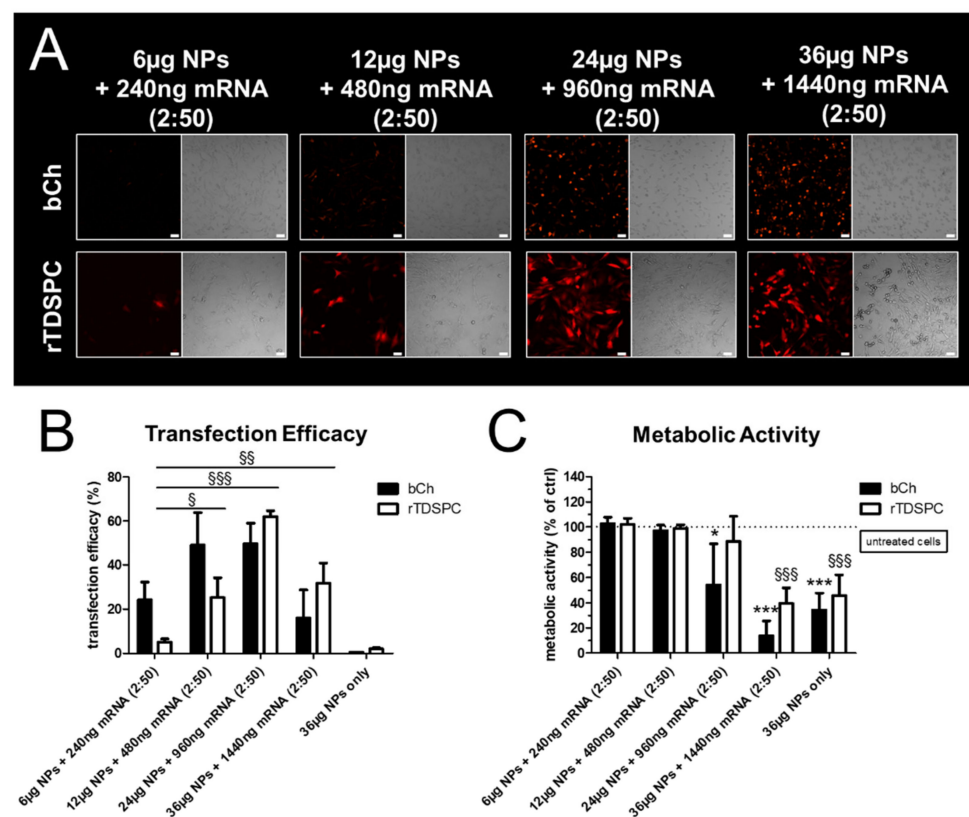 A
6µg NPs
+ 240ng mRNA
(2:50)
12µg NPs
+ 480ng mRNA
(2:50)
24µg NPs
+ 960ng mRNA
(2:50)
36µg NPs
+ 1440ng mRNA
(2:50)
bCh
rTDSPC
B
Transfection Efficacy
transfection efficacy (%)
80
60
40
20
0
§§
§§§
§
bCh
rTDSPC
6µg NPs + 240ng mRNA (2:50)
12µg NPs + 480ng mRNA (2:50)
24µg NPs + 960ng mRNA (2:50)
36µg NPs + 1440ng mRNA (2:50)
36µg NPs only
C
Metabolic Activity
metabolic activity (% of ctrl)
140
120
100
80
60
40
20
0
*
***
§§§
***
§§§
bCh
rTDSPC
untreated cells
6µg NPs + 240ng mRNA (2:50)
12µg NPs + 480ng mRNA (2:50)
24µg NPs + 960ng mRNA (2:50)
36µg NPs + 1440ng mRNA (2:50)
36µg NPs only